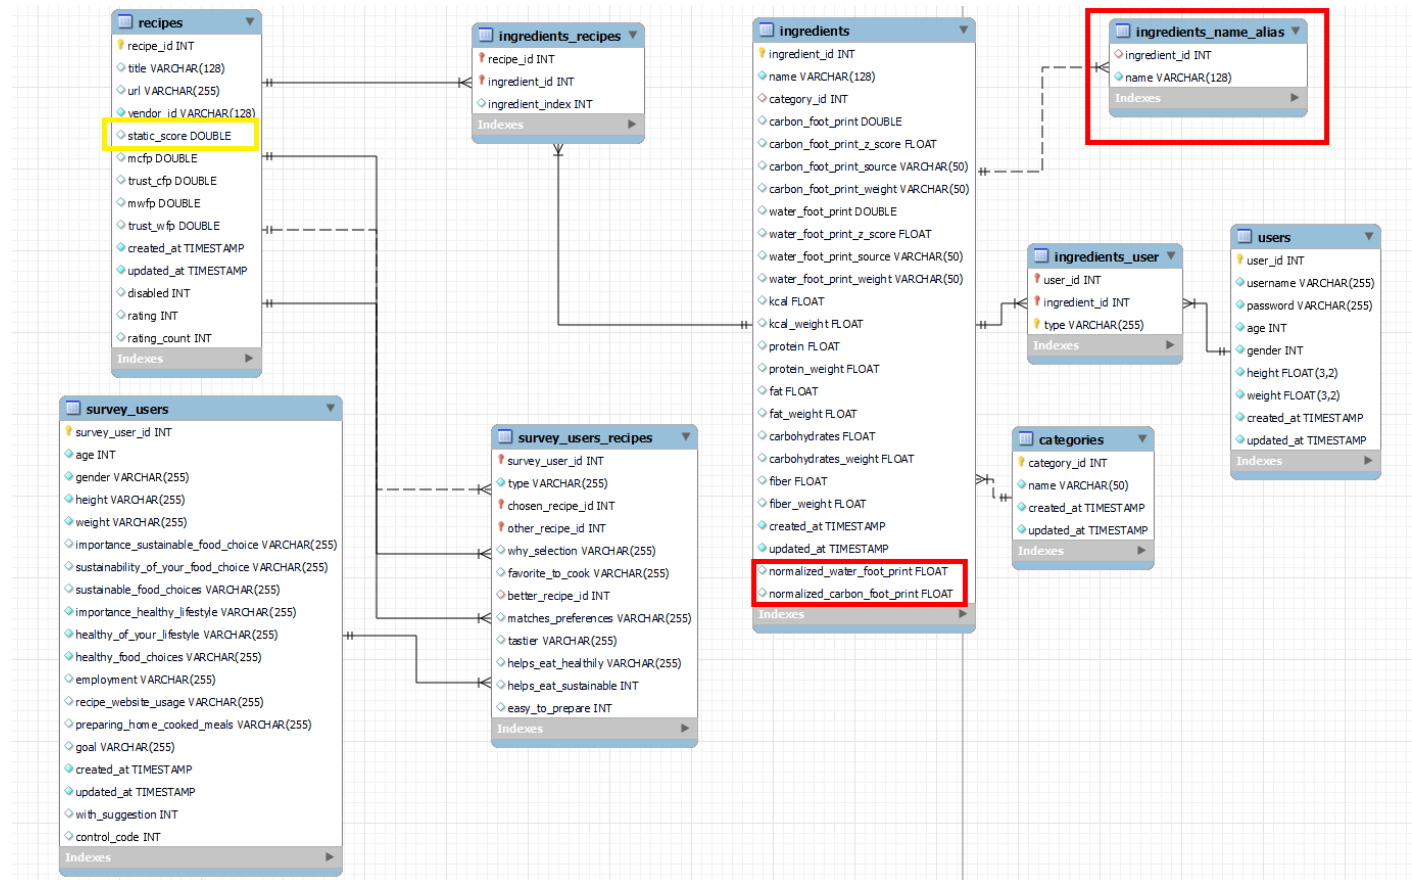 recipes
recipe_id INT
title VARCHAR(128)
url VARCHAR(255)
vendor_id VARCHAR(128)
static_score DOUBLE
mcfp DOUBLE
trust_cfp DOUBLE
mwfp DOUBLE
trust_wfp DOUBLE
created_at TIMESTAMP
updated_at TIMESTAMP
disabled INT
rating INT
rating_count INT
Indexes
ingredients_recipes
recipe_id INT
ingredient_id INT
ingredient_index INT
Indexes
ingredients
ingredient_id INT
name VARCHAR(128)
category_id INT
carbon_foot_print DOUBLE
carbon_foot_print_z_score FLOAT
carbon_foot_print_source VARCHAR(50)
carbon_foot_print_weight VARCHAR(50)
water_foot_print DOUBLE
water_foot_print_z_score FLOAT
water_foot_print_source VARCHAR(50)
water_foot_print_weight VARCHAR(50)
kcal FLOAT
kcal_weight FLOAT
protein FLOAT
protein_weight FLOAT
fat FLOAT
fat_weight FLOAT
carbohydrates FLOAT
carbohydrates_weight FLOAT
fiber FLOAT
fiber_weight FLOAT
created_at TIMESTAMP
updated_at TIMESTAMP
normalized_water_foot_print FLOAT
normalized_carbon_foot_print FLOAT
Indexes
ingredients_name_alias
ingredient_id INT
name VARCHAR(128)
Indexes
ingredients_user
user_id INT
ingredient_id INT
type VARCHAR(255)
Indexes
users
user_id INT
username VARCHAR(255)
password VARCHAR(255)
age INT
gender INT
height FLOAT(3,2)
weight FLOAT(3,2)
created_at TIMESTAMP
updated_at TIMESTAMP
Indexes
categories
category_id INT
name VARCHAR(50)
created_at TIMESTAMP
updated_at TIMESTAMP
Indexes
survey_users
survey_user_id INT
age INT
gender VARCHAR(255)
height VARCHAR(255)
weight VARCHAR(255)
importance_sustainable_food_choice VARCHAR(255)
sustainability_of_your_food_choice VARCHAR(255)
sustainable_food_choices VARCHAR(255)
importance_healthy_lifestyle VARCHAR(255)
healthy_of_your_lifestyle VARCHAR(255)
healthy_food_choices VARCHAR(255)
employment VARCHAR(255)
recipe_website_usage VARCHAR(255)
preparing_home_cooked_meals VARCHAR(255)
goal VARCHAR(255)
created_at TIMESTAMP
updated_at TIMESTAMP
with_suggestion INT
control_code INT
Indexes
survey_users_recipes
survey_user_id INT
type VARCHAR(255)
chosen_recipe_id INT
other_recipe_id INT
why_selection VARCHAR(255)
favorite_to_cook VARCHAR(255)
better_recipe_id INT
matches_preferences VARCHAR(255)
tastier VARCHAR(255)
helps_eat_healthily VARCHAR(255)
helps_eat_sustainable INT
easy_to_prepare INT
Indexes